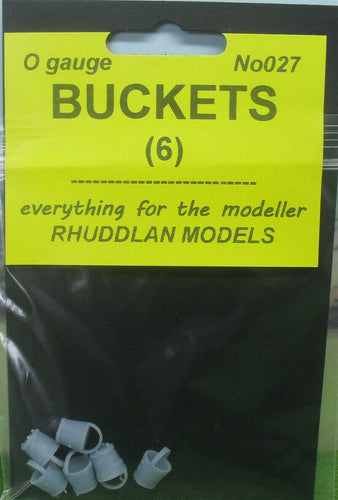 O gauge No027
BUCKETS
(6)
everything for the modeller
RHUDDLAN MODELS